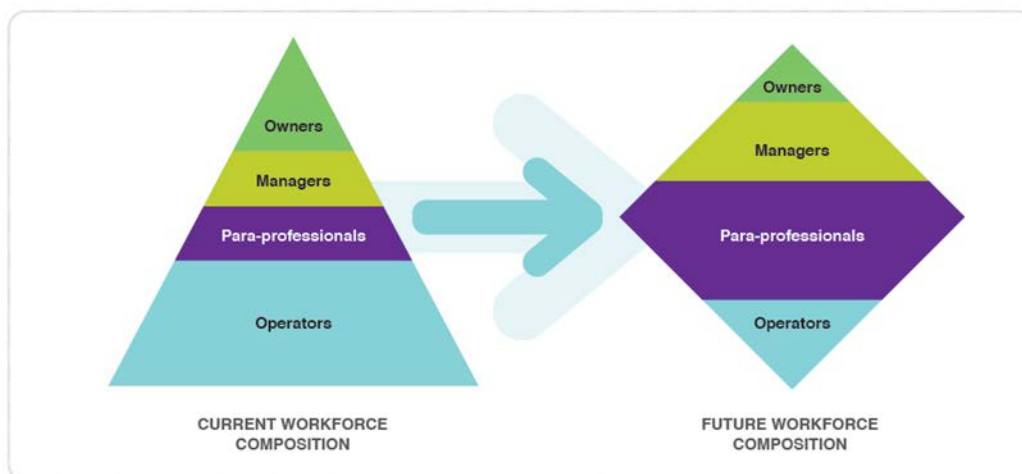 Owners
Managers
Para-professionals
Operators
CURRENT WORKFORCE
COMPOSITION
Owners
Managers
Para-professionals
Operators
FUTURE WORKFORCE
COMPOSITION